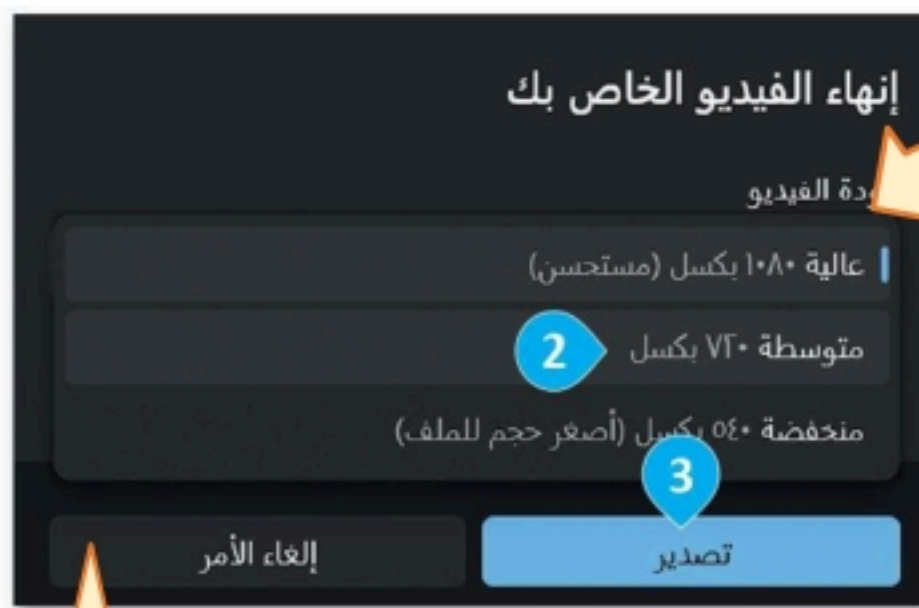 إنهاء الفيديو الخاص بك
الفيديو
عالية ١٠٨٠ بكسل (مستحسن)
متوسطة ٧٢٠ بكسل
2
منخفضة ٥٤٠ بكسل (أصغر حجم للملف)
3
تصدير
إلغاء الأمر